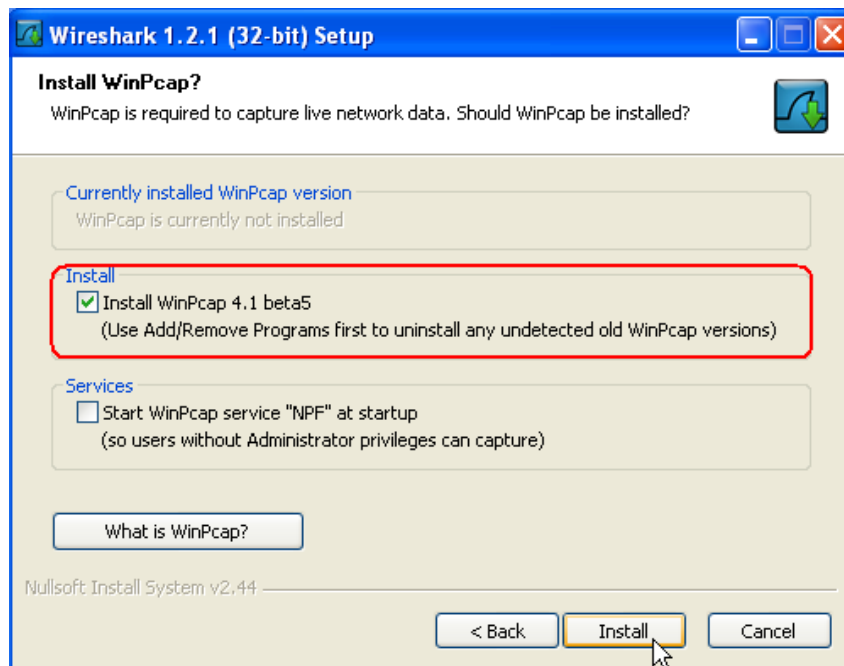 Wireshark 1.2.1 (32-bit) Setup
Install WinPcap?
WinPcap is required to capture live network data. Should WinPcap be installed?
Currently installed WinPcap version
WinPcap is currently not installed
Install
Install WinPcap 4.1 beta5
(Use Add/Remove Programs first to uninstall any undetected old WinPcap versions)
Services
Start WinPcap service "NPF" at startup
(so users without Administrator privileges can capture)
What is WinPcap?
Nullsoft Install System v2.44
< Back Install Cancel